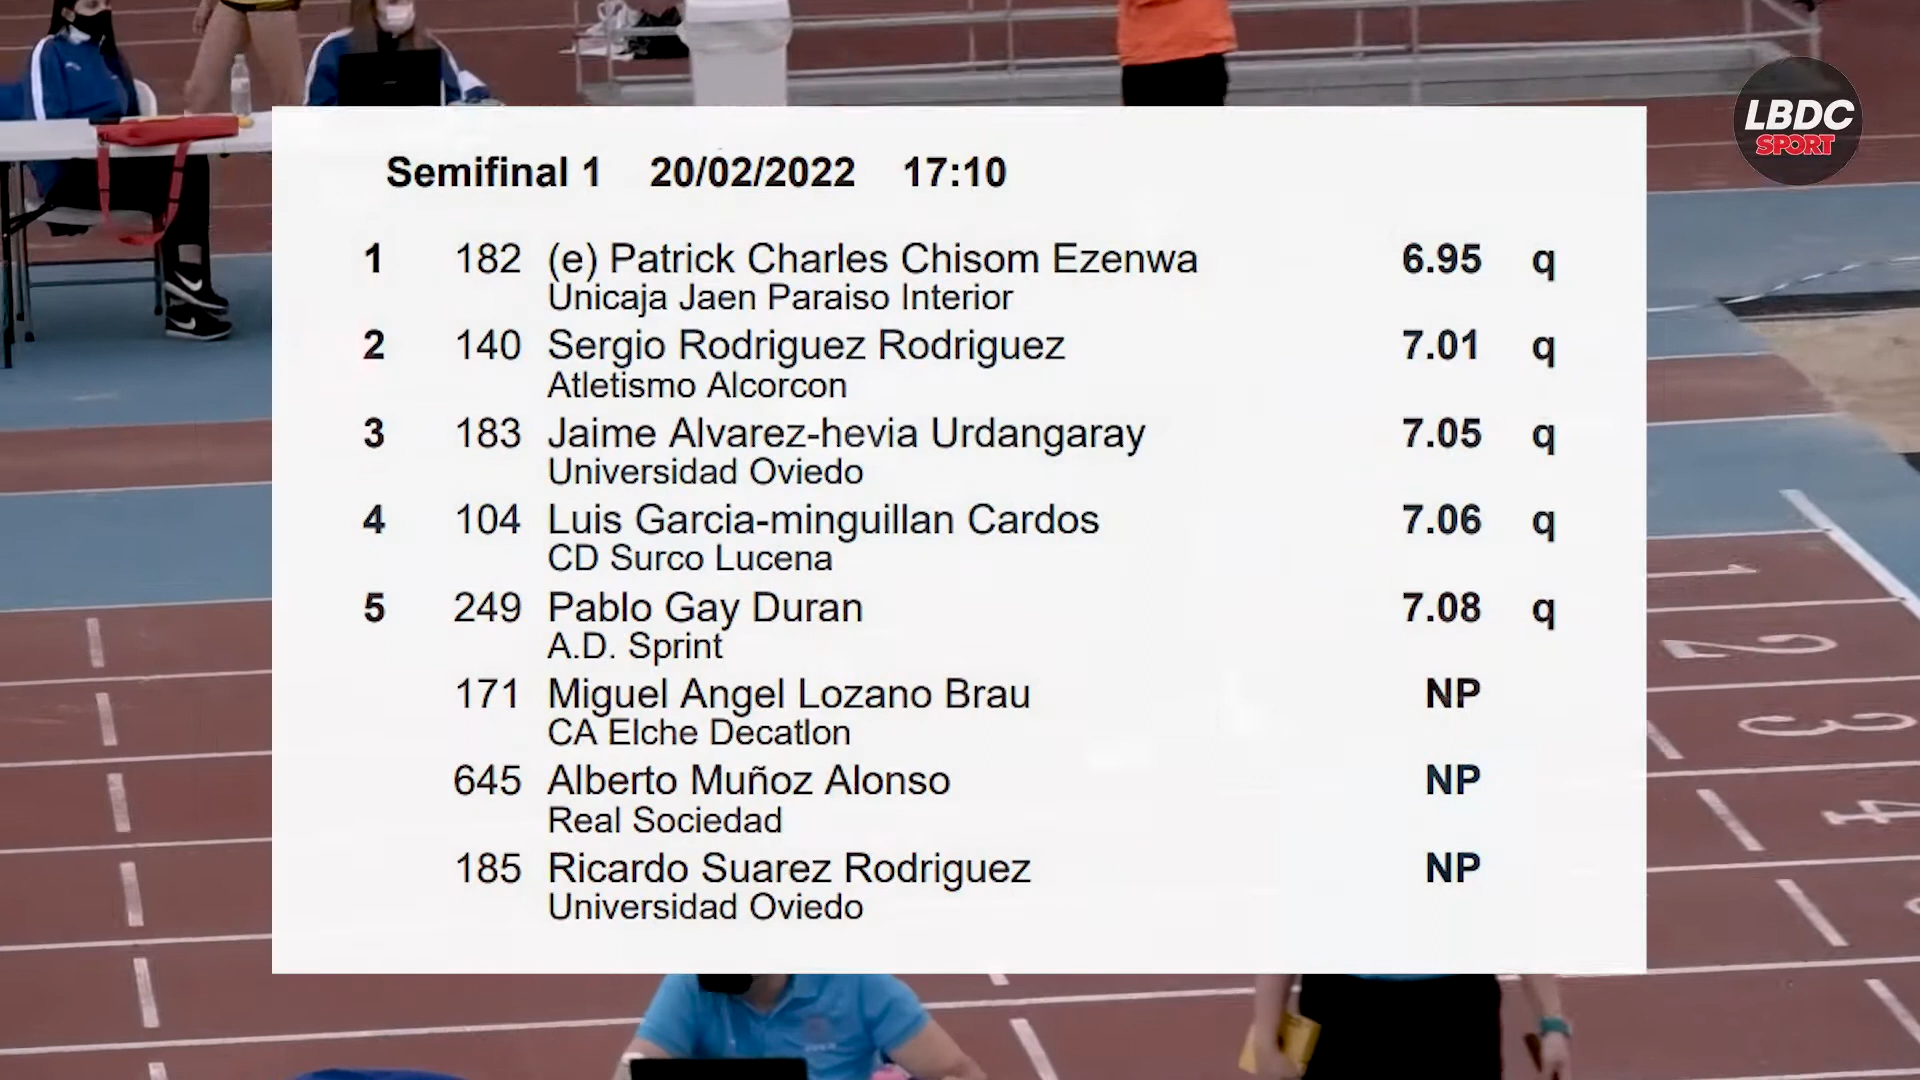 LBDC
SPORT
Semifinal 1 20/02/2022 17:10
1 182 (e) Patrick Charles Chisom Ezenwa 6.95 q
Unicaja Jaen Paraiso Interior
2 140 Sergio Rodriguez Rodriguez 7.01 q
Atletismo Alcorcon
3 183 Jaime Alvarez-hevia Urdangaray 7.05 q
Universidad Oviedo
4 104 Luis Garcia-minguillan Cardos 7.06 q
CD Surco Lucena
5 249 Pablo Gay Duran 7.08 q
A.D. Sprint
171 Miguel Angel Lozano Brau NP
CA Elche Decatlon
645 Alberto Muñoz Alonso NP
Real Sociedad
185 Ricardo Suarez Rodriguez NP
Universidad Oviedo
1
2
3
4